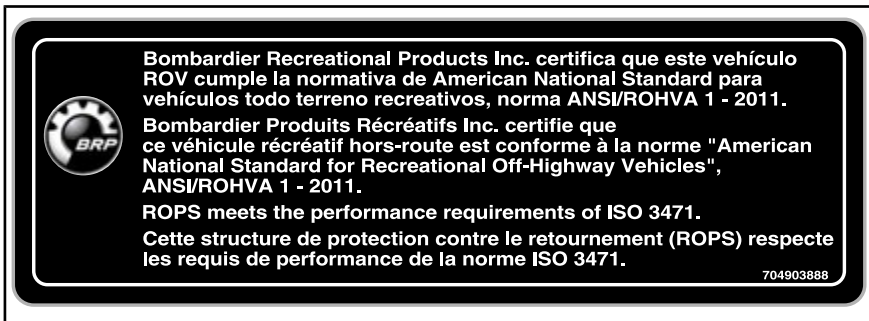 Bombardier Recreational Products Inc. certifica que este vehículo
ROV cumple la normativa de American National Standard para
vehículos todo terreno recreativos, norma ANSI/ROHVA 1 - 2011.
Bombardier Produits Récréatifs Inc. certifie que
ce véhicule récréatif hors-route est conforme à la norme "American
National Standard for Recreational Off-Highway Vehicles",
ANSI/ROHVA 1 - 2011.
BRP
ROPS meets the performance requirements of ISO 3471.
Cette structure de protection contre le retournement (ROPS) respecte
les requis de performance de la norme ISO 3471.
704903888